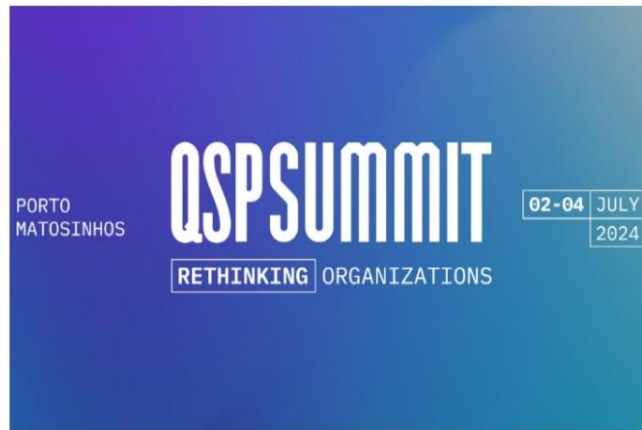 PORTO
MATOSINHOS
QSPSUMMIT
RETHINKING ORGANIZATIONS
02-04 JULY
2024